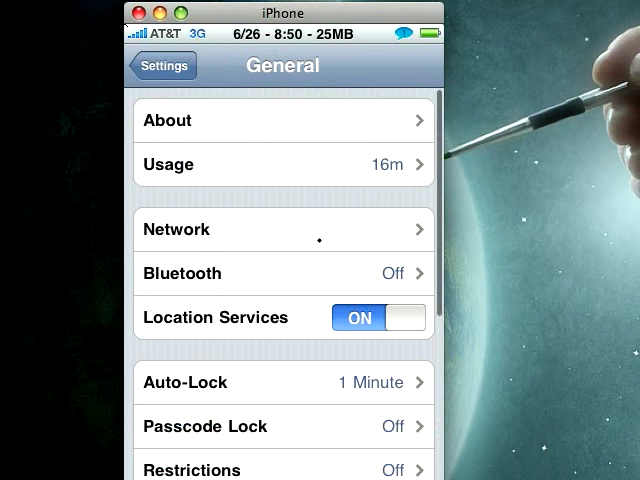 iPhone
AT&T 3G 6/26 - 8:50 - 25MB 1
Settings General
About
Usage 16m
Network
Bluetooth Off
Location Services ON
Auto-Lock 1 Minute
Passcode Lock Off
Restrictions Off